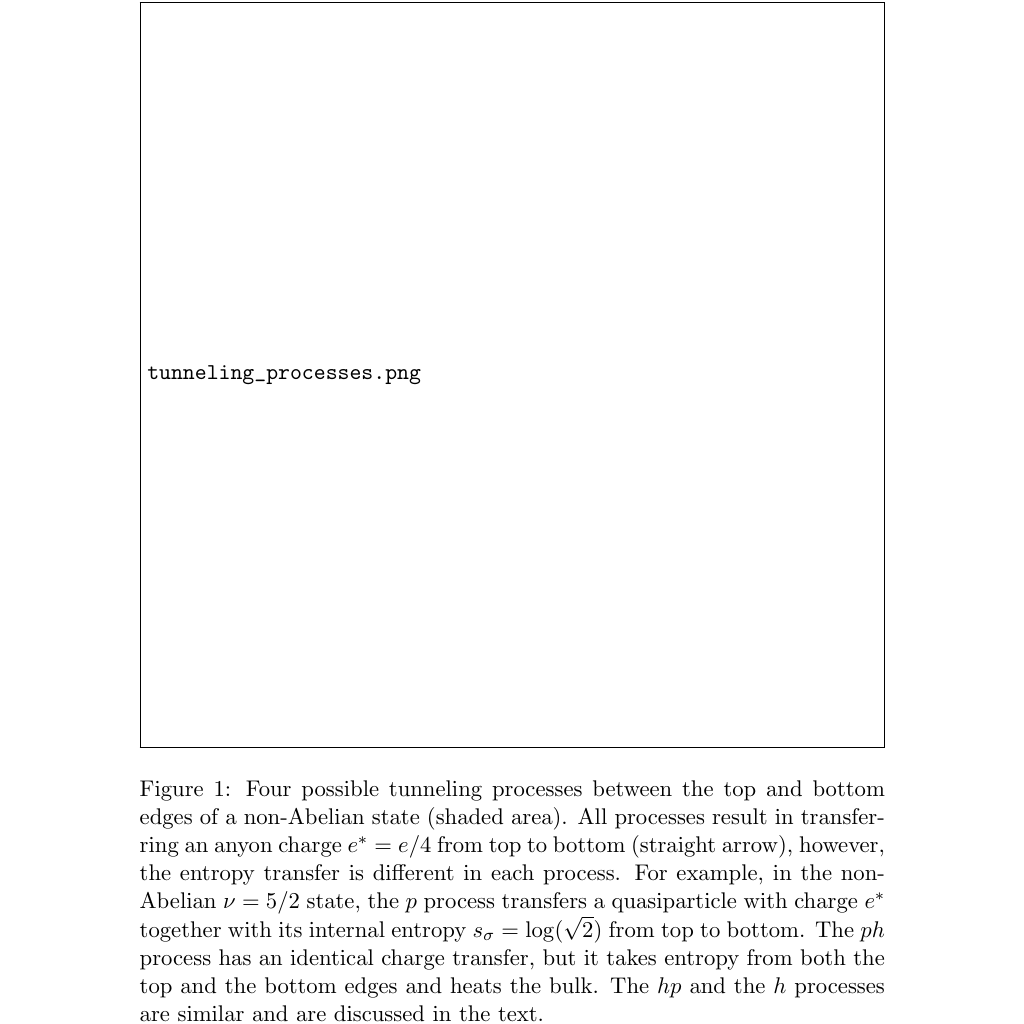 tunneling_processes.png
Figure 1: Four possible tunneling processes between the top and bottom
edges of a non-Abelian state (shaded area). All processes result in transfer-
ring an anyon charge e* = e/4 from top to bottom (straight arrow), however,
the entropy transfer is different in each process. For example, in the non-
Abelian ν = 5/2 state, the p process transfers a quasiparticle with charge e*
together with its internal entropy sσ = log(√2) from top to bottom. The ph
process has an identical charge transfer, but it takes entropy from both the
top and the bottom edges and heats the bulk. The hp and the h processes
are similar and are discussed in the text.